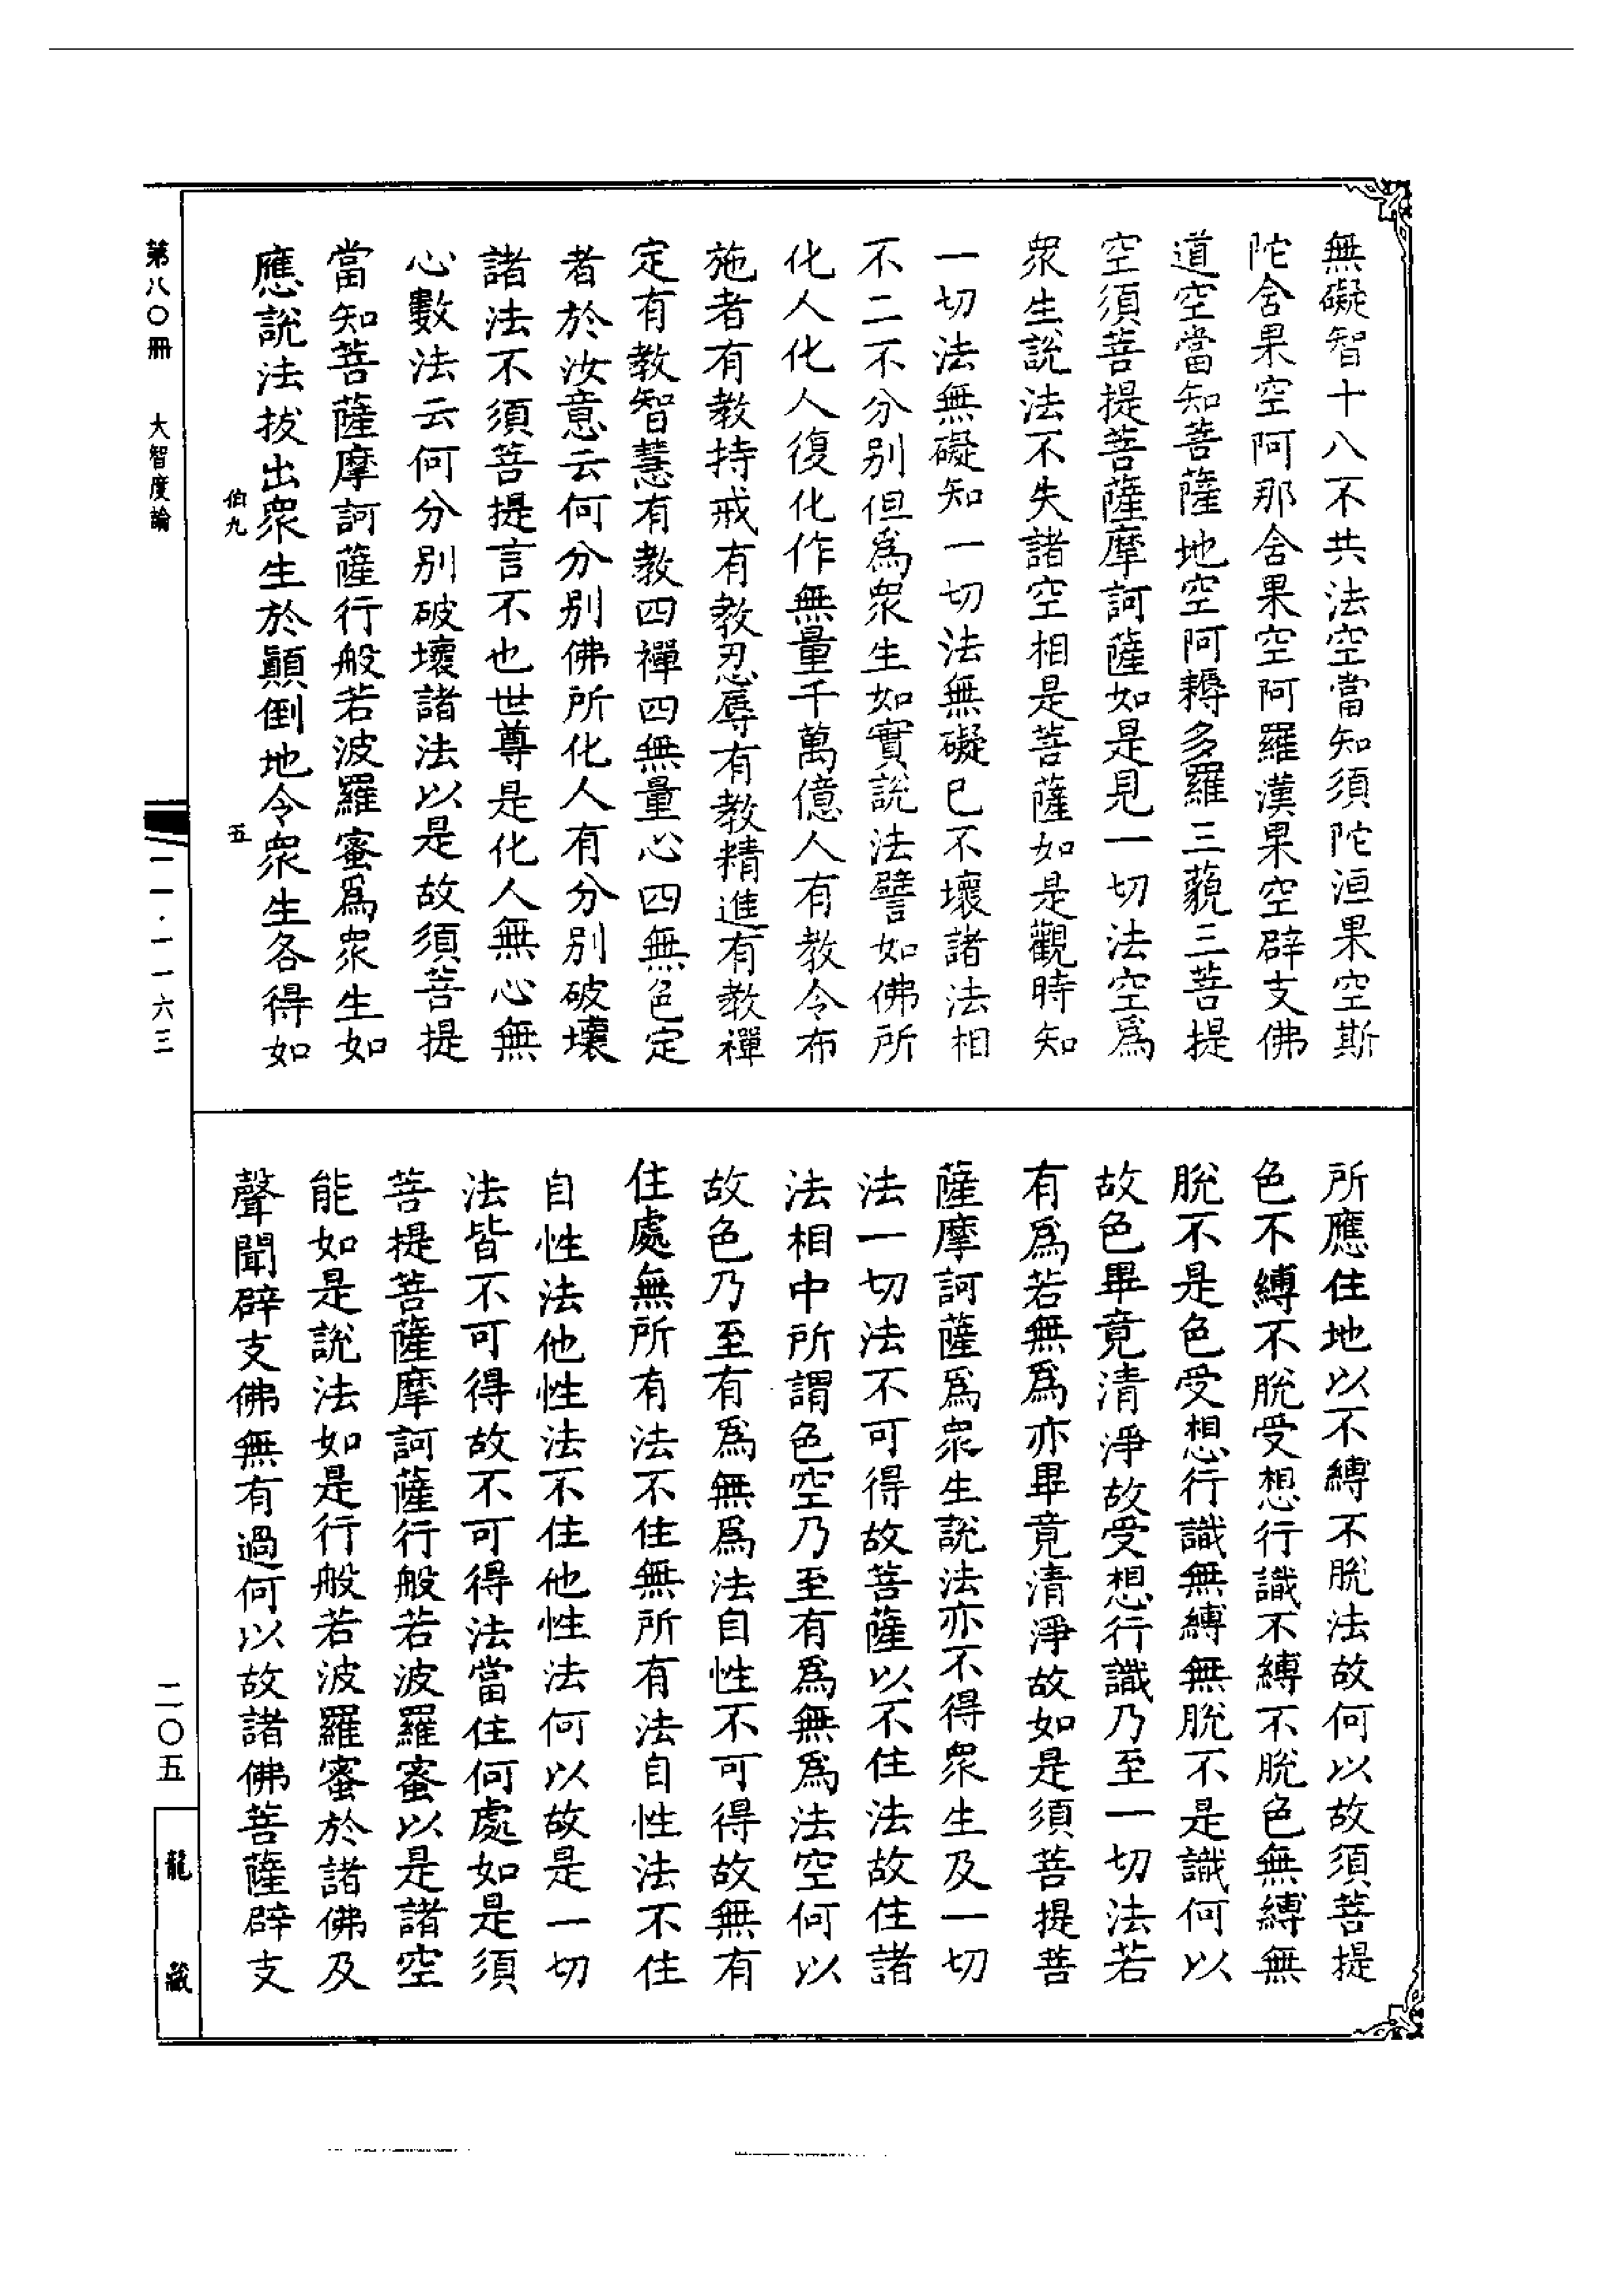 無礙智十八不共法空當知須陀洹果空斯
陀舍果空阿那舍果空阿羅漢果空辟支佛
道空當知菩薩地空阿耨多羅三藐三菩提
空須菩提菩薩摩訶薩如是見一切法空爲
衆生說法不失諸空相是菩薩如是觀時知
一切法無礙知一切法無礙已不壞諸法相
不二不分别但爲衆生如實說法譬如佛所
化人化人復化作無量千萬億人有教令布
施者有教持戒有教忍辱有教精進有教禪
定有教智慧有教四禪四無量心四無色定
者於汝意云何分别佛所化人有分别破壞
諸法不須菩提言不也世尊是化人無心無
心數法云何分别破壞諸法以是故須菩提
當知菩薩摩訶薩行般若波羅蜜爲衆生如
應說法拔出衆生於顛倒地令衆生各得如
所應住地以不縛不脫法故何以故須菩提
色不縛不脫受想行識不縛不脫色無縛無
脫不是色受想行識無縛無脫不是識何以
故色畢竟清淨故受想行識乃至一切法若
有爲若無爲亦畢竟清淨故如是須菩提菩
薩摩訶薩爲衆生說法亦不得衆生及一切
法一切法不可得故菩薩以不住法故住諸
法相中所謂色空乃至有爲無爲法空何以
故色乃至有爲無爲法自性不可得故無有
住處無所有法不住無所有法自性法不住
自性法他性法不住他性法何以故是一切
法皆不可得故不可得法當住何處如是須
菩提菩薩摩訶薩行般若波羅蜜以是諸空
能如是說法如是行般若波羅蜜於諸佛及
聲聞辟支佛無有過何以故諸佛菩薩辟支
伯九 五
第八〇冊 大智度論 一一·一一六三 二〇五
龍藏